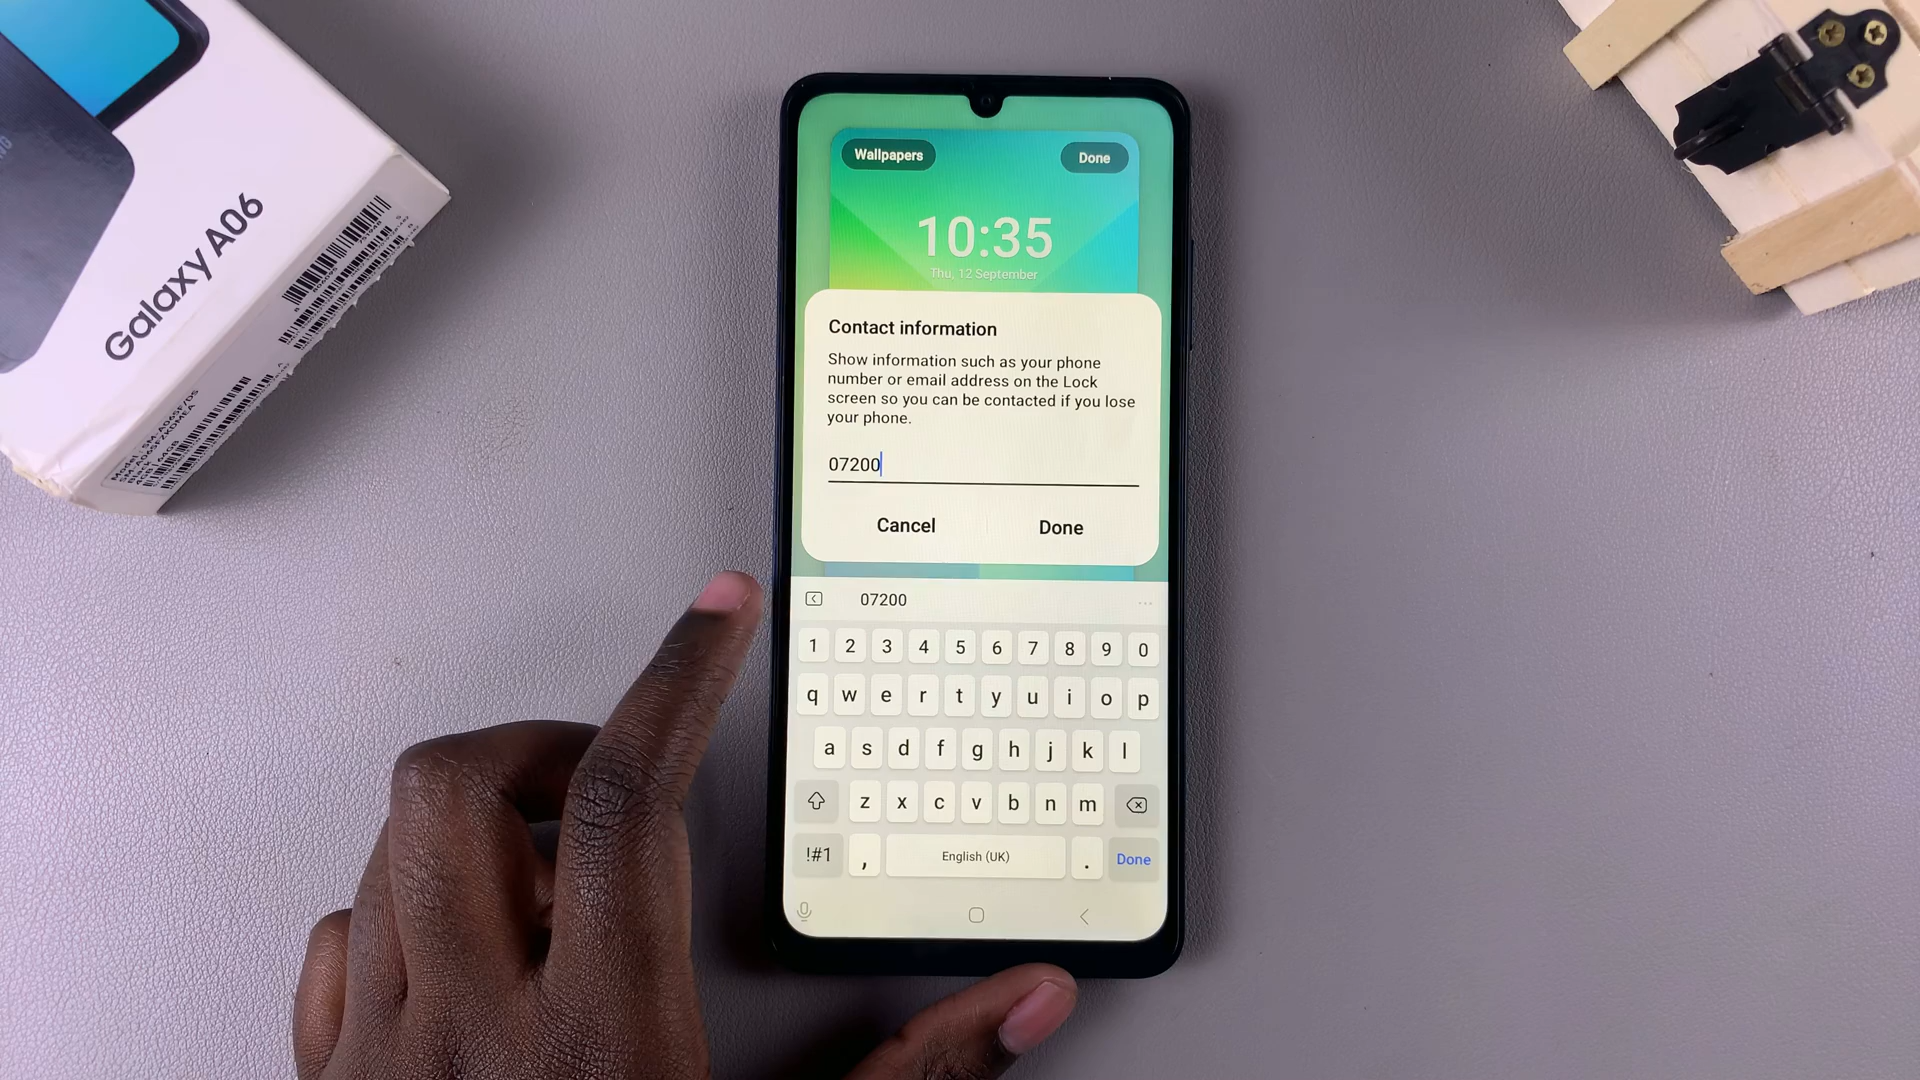 Galaxy A06
Wallpapers
Done
10:35
Thu, 12 September
Contact information
Show information such as your phone
number or email address on the Lock
screen so you can be contacted if you lose
your phone.
07200
Cancel
Done
07200
1 2 3 4 5 6 7 8 9 0
q w e r t y u i o p
a s d f g h j k l
z x c v b n m
!#1 , English (UK) . Done